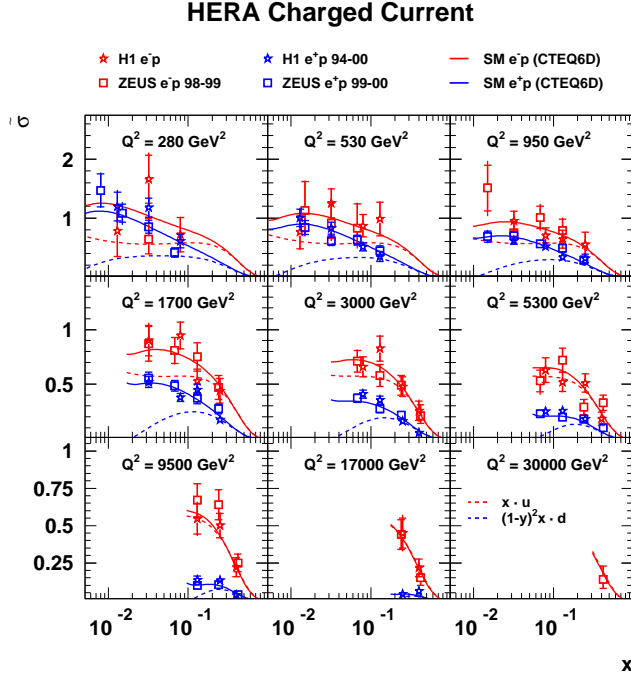 HERA Charged Current
H1 e⁻p
H1 e⁺p 94-00
SM e⁻p (CTEQ6D)
ZEUS e⁻p 98-99
ZEUS e⁺p 99-00
SM e⁺p (CTEQ6D)
σ̃
Q² = 280 GeV²
Q² = 530 GeV²
Q² = 950 GeV²
2
1
0
Q² = 1700 GeV²
Q² = 3000 GeV²
Q² = 5300 GeV²
1
0.5
0
Q² = 9500 GeV²
Q² = 17000 GeV²
Q² = 30000 GeV²
1
0.75
0.5
0.25
x · u
(1-y)²x · d
10⁻² 10⁻¹ 10⁻² 10⁻¹ 10⁻² 10⁻¹
x